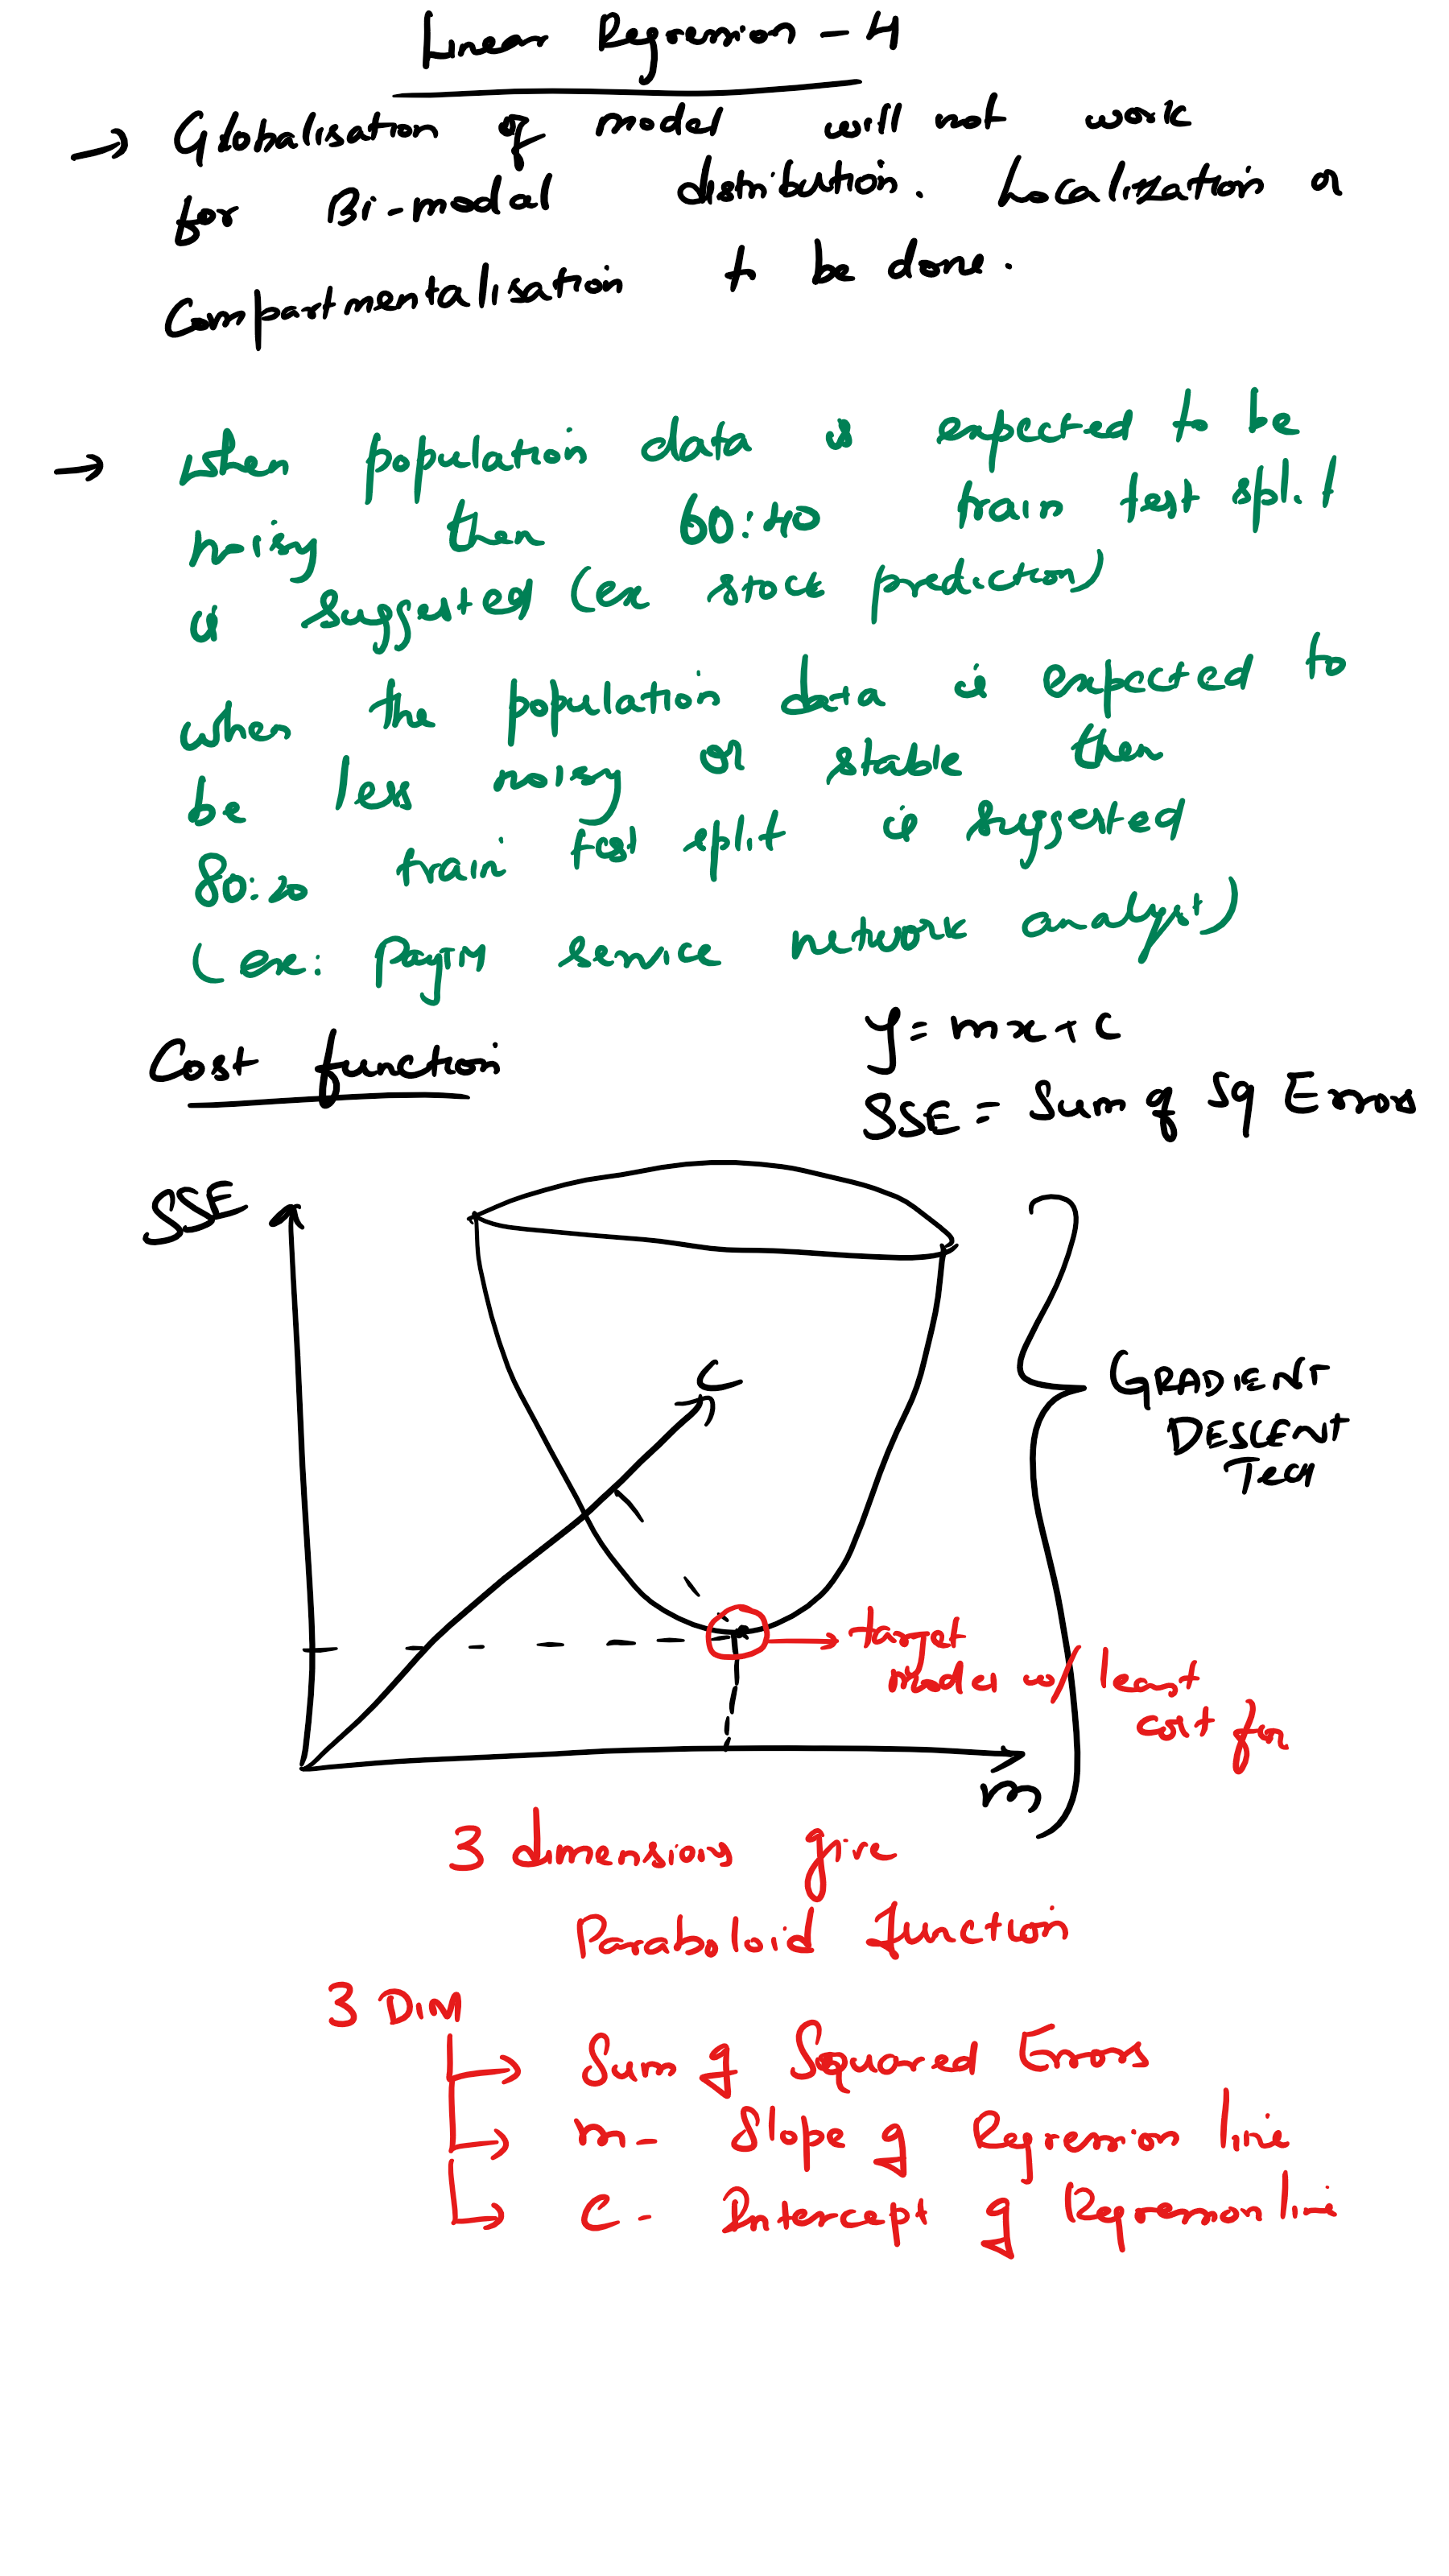 Linear Regression - 4
→ Globalisation of model will not work
for Bi-modal distribution. Localization or
Compartmentalisation to be done.
→ when population data is expected to be
noisy then 60:40 train test split
is suggested (ex stock prediction)
when the population data is expected to
be less noisy or stable then
80:20 train test split is suggested
(ex: PayTM service network analyst)
y = mx + c
Cost function
SSE = Sum of Sq Errors
SSE
C
GRADIENT
DESCENT
TECH
target
model w/ least
cost fn
m
3 dimensions give
Paraboloid function
3 DIM
→ Sum of Squared Errors
→ m - Slope of Regression line
→ C - Intercept of Regression line